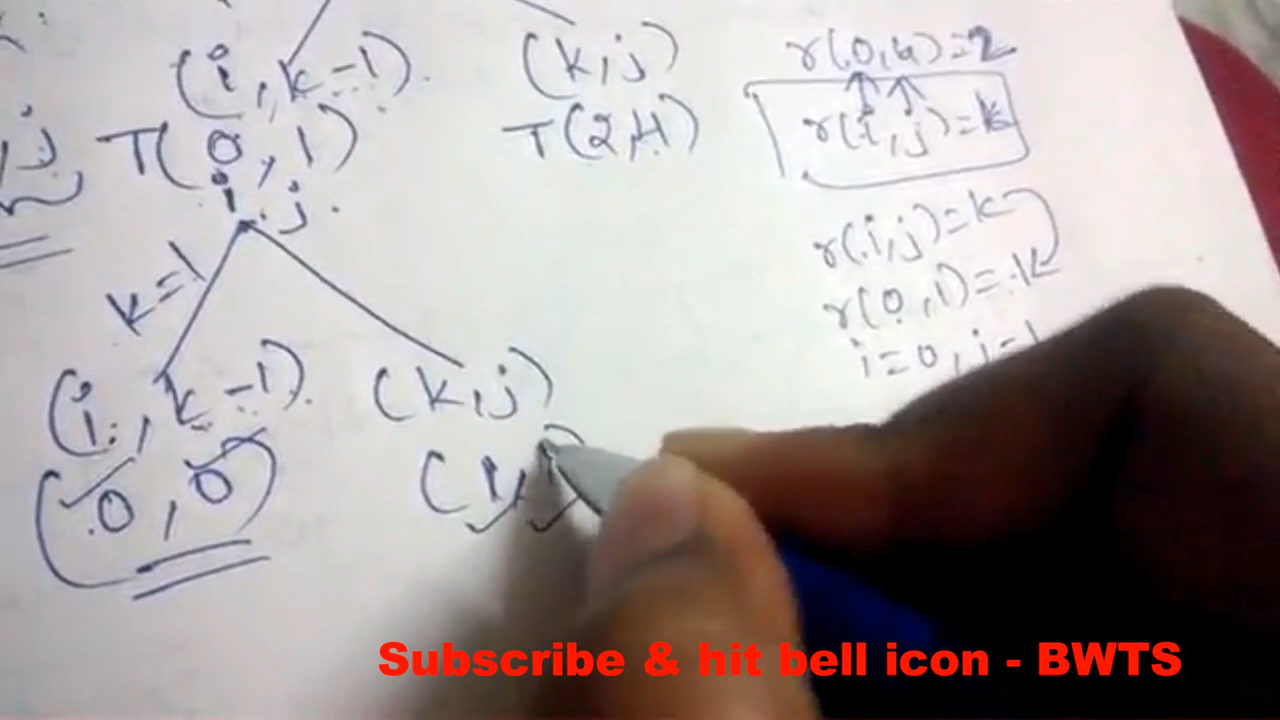 (i, k-1). (k, j)
T(0, 1) T(2, 4)
i. j.
k=1
(i, k-1). (k, j)
(0, 0) (1,
r(0, 4)=2
r(i, j)=k
r(i, j)=k
r(0, 1)=k
i=0, j=1
, j
Subscribe & hit bell icon - BWTS